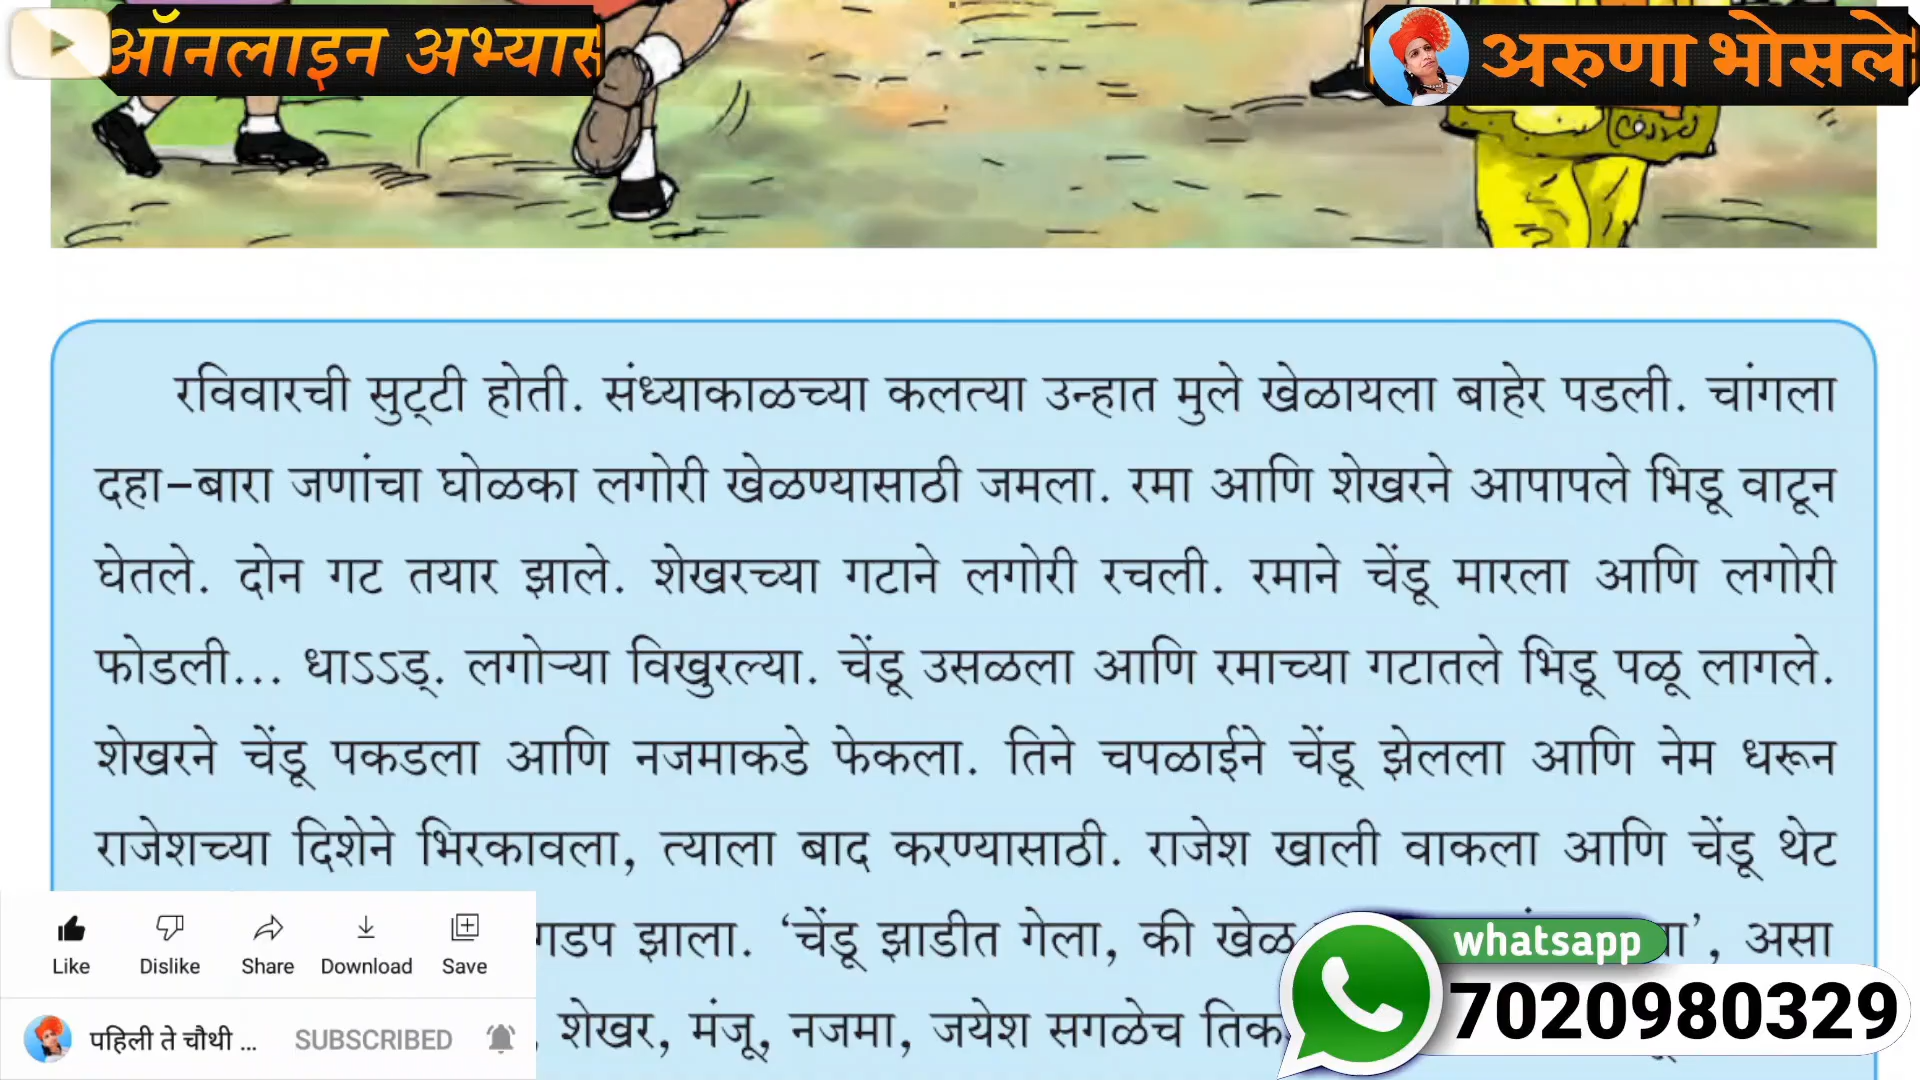 ऑनलाइन अभ्यास
अरुणा भोसले
रविवारची सुट्टी होती. संध्याकाळच्या कलत्या उन्हात मुले खेळायला बाहेर पडली. चांगला
दहा-बारा जणांचा घोळका लगोरी खेळण्यासाठी जमला. रमा आणि शेखरने आपापले भिडू वाटून
घेतले. दोन गट तयार झाले. शेखरच्या गटाने लगोरी रचली. रमाने चेंडू मारला आणि लगोरी
फोडली... धाऽऽड्. लगोऱ्या विखुरल्या. चेंडू उसळला आणि रमाच्या गटातले भिडू पळू लागले.
शेखरने चेंडू पकडला आणि नजमाकडे फेकला. तिने चपळाईने चेंडू झेलला आणि नेम धरून
राजेशच्या दिशेने भिरकावला, त्याला बाद करण्यासाठी. राजेश खाली वाकला आणि चेंडू थेट
झाला. ‘चेंडू झाडीत गेला, की खेळ ’, असा
शेखर, मंजू, नजमा, जयेश सगळेच
Like Dislike Share Download Save
पहिली ते चौथी ... SUBSCRIBED
whatsapp
7020980329